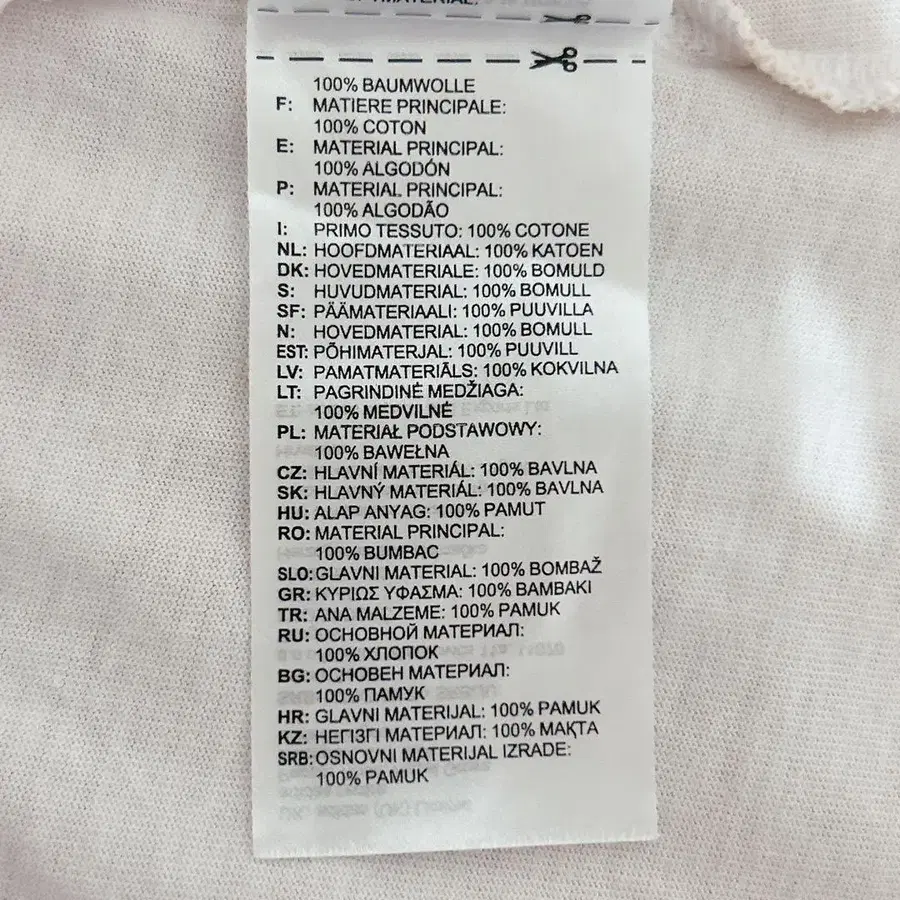 MATERIAL:
100% BAUMWOLLE
F: MATIERE PRINCIPALE:
100% COTON
E: MATERIAL PRINCIPAL:
100% ALGODÓN
P: MATERIAL PRINCIPAL:
100% ALGODÃO
I: PRIMO TESSUTO: 100% COTONE
NL: HOOFDMATERIAAL: 100% KATOEN
DK: HOVEDMATERIALE: 100% BOMULD
S: HUVUDMATERIAL: 100% BOMULL
SF: PÄÄMATERIAALI: 100% PUUVILLA
N: HOVEDMATERIAL: 100% BOMULL
EST: PÕHIMATERJAL: 100% PUUVILL
LV: PAMATMATERIĀLS: 100% KOKVILNA
LT: PAGRINDINĖ MEDŽIAGA:
100% MEDVILNĖ
PL: MATERIAŁ PODSTAWOWY:
100% BAWEŁNA
CZ: HLAVNÍ MATERIÁL: 100% BAVLNA
SK: HLAVNÝ MATERIÁL: 100% BAVLNA
HU: ALAP ANYAG: 100% PAMUT
RO: MATERIAL PRINCIPAL:
100% BUMBAC
SLO: GLAVNI MATERIAL: 100% BOMBAŽ
GR: ΚΥΡΙΩΣ ΥΦΑΣΜΑ: 100% ΒΑΜΒΑΚΙ
TR: ANA MALZEME: 100% PAMUK
RU: ОСНОВНОЙ МАТЕРИАЛ:
100% ХЛОПОК
BG: ОСНОВЕН МАТЕРИАЛ:
100% ПАМУК
HR: GLAVNI MATERIJAL: 100% PAMUK
KZ: НЕГІЗГІ МАТЕРИАЛ: 100% МАҚТА
SRB: OSNOVNI MATERIJAL IZRADE:
100% PAMUK